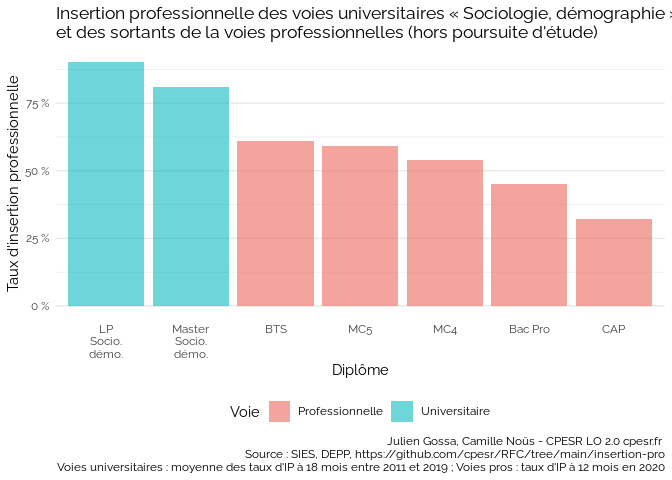 Insertion professionnelle des voies universitaires « Sociologie, démographie »
et des sortants de la voies professionnelles (hors poursuite d'étude)
Taux d'insertion professionnelle
75 %
50 %
25 %
0 %
LP
Socio.
démo.
Master
Socio.
démo.
BTS
MC5
MC4
Bac Pro
CAP
Diplôme
Voie
Professionnelle
Universitaire
Julien Gossa, Camille Noûs - CPESR LO 2.0 cpesr.fr
Source : SIES, DEPP, https://github.com/cpesr/RFC/tree/main/insertion-pro
Voies universitaires : moyenne des taux d'IP à 18 mois entre 2011 et 2019 ; Voies pros : taux d'IP à 12 mois en 2020